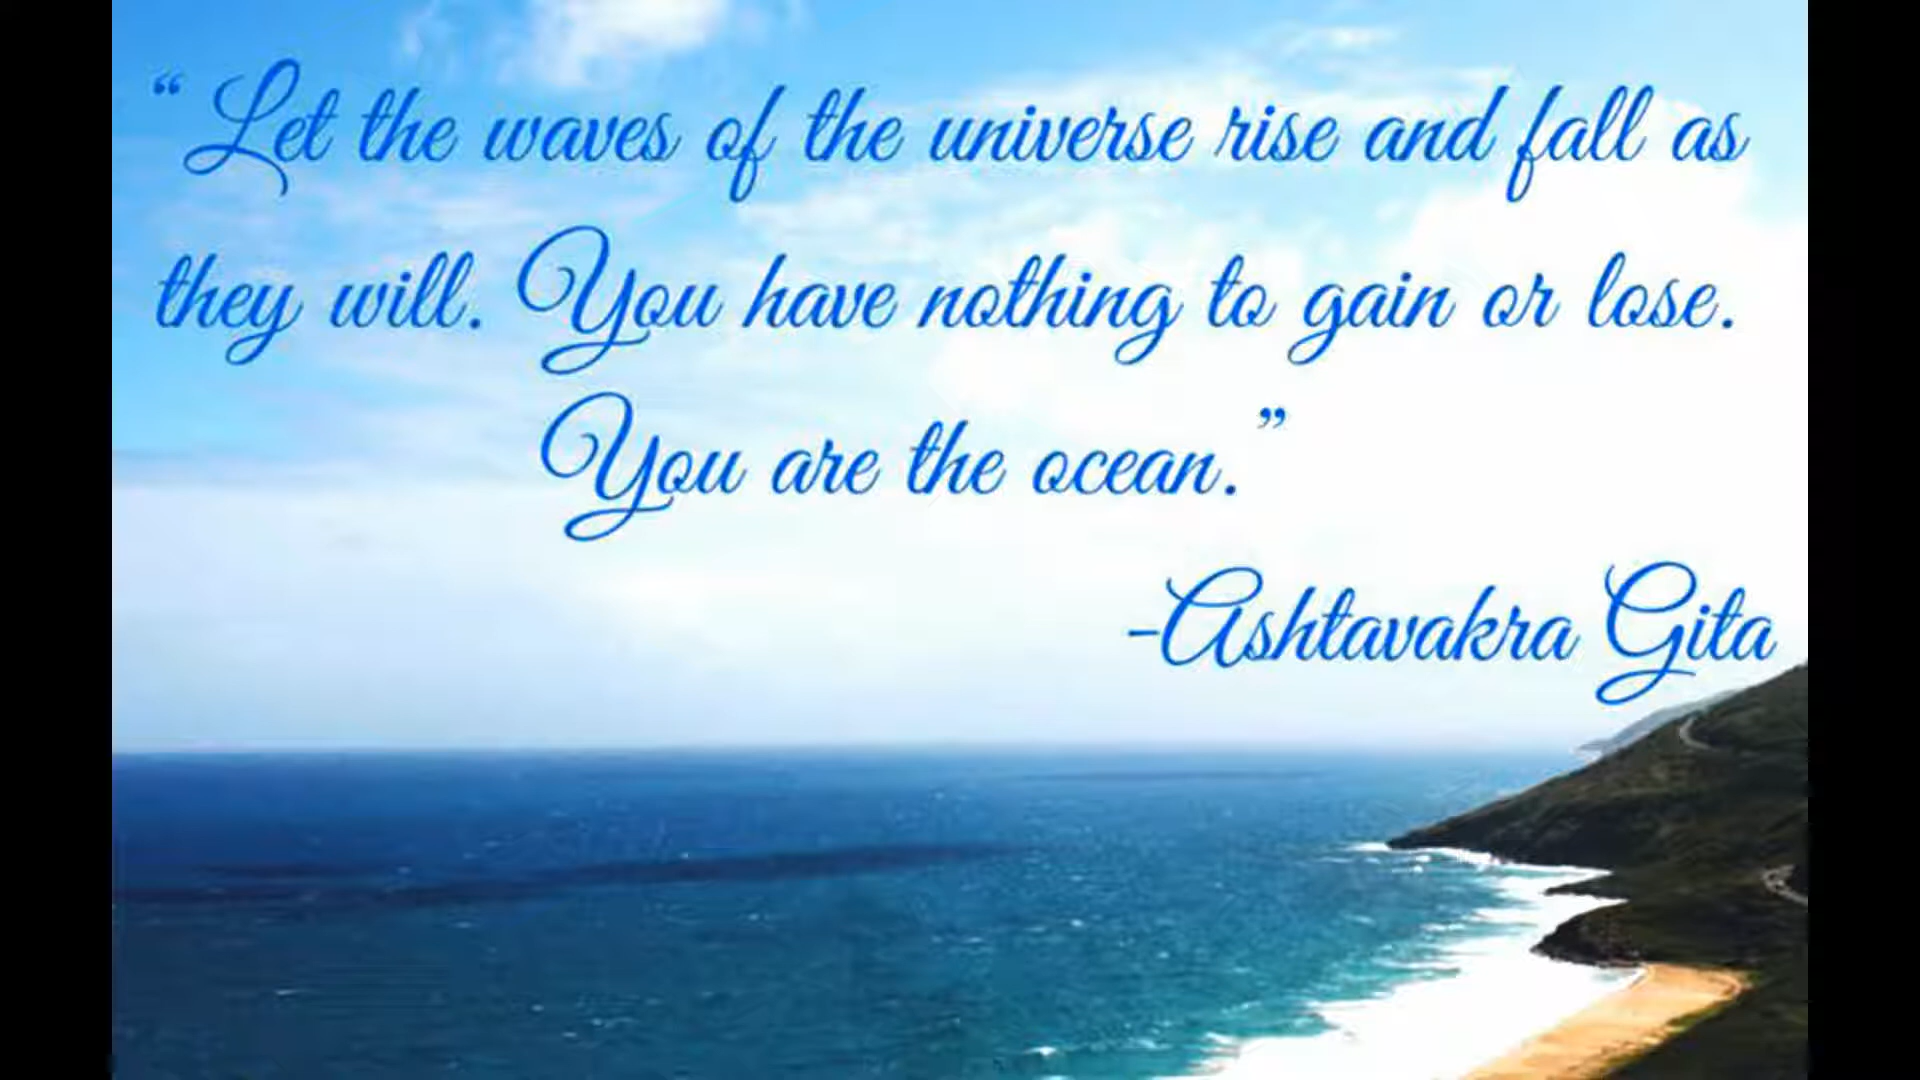 “ Let the waves of the universe rise and fall as
they will. You have nothing to gain or lose.
You are the ocean.”
-Ashtavakra Gita